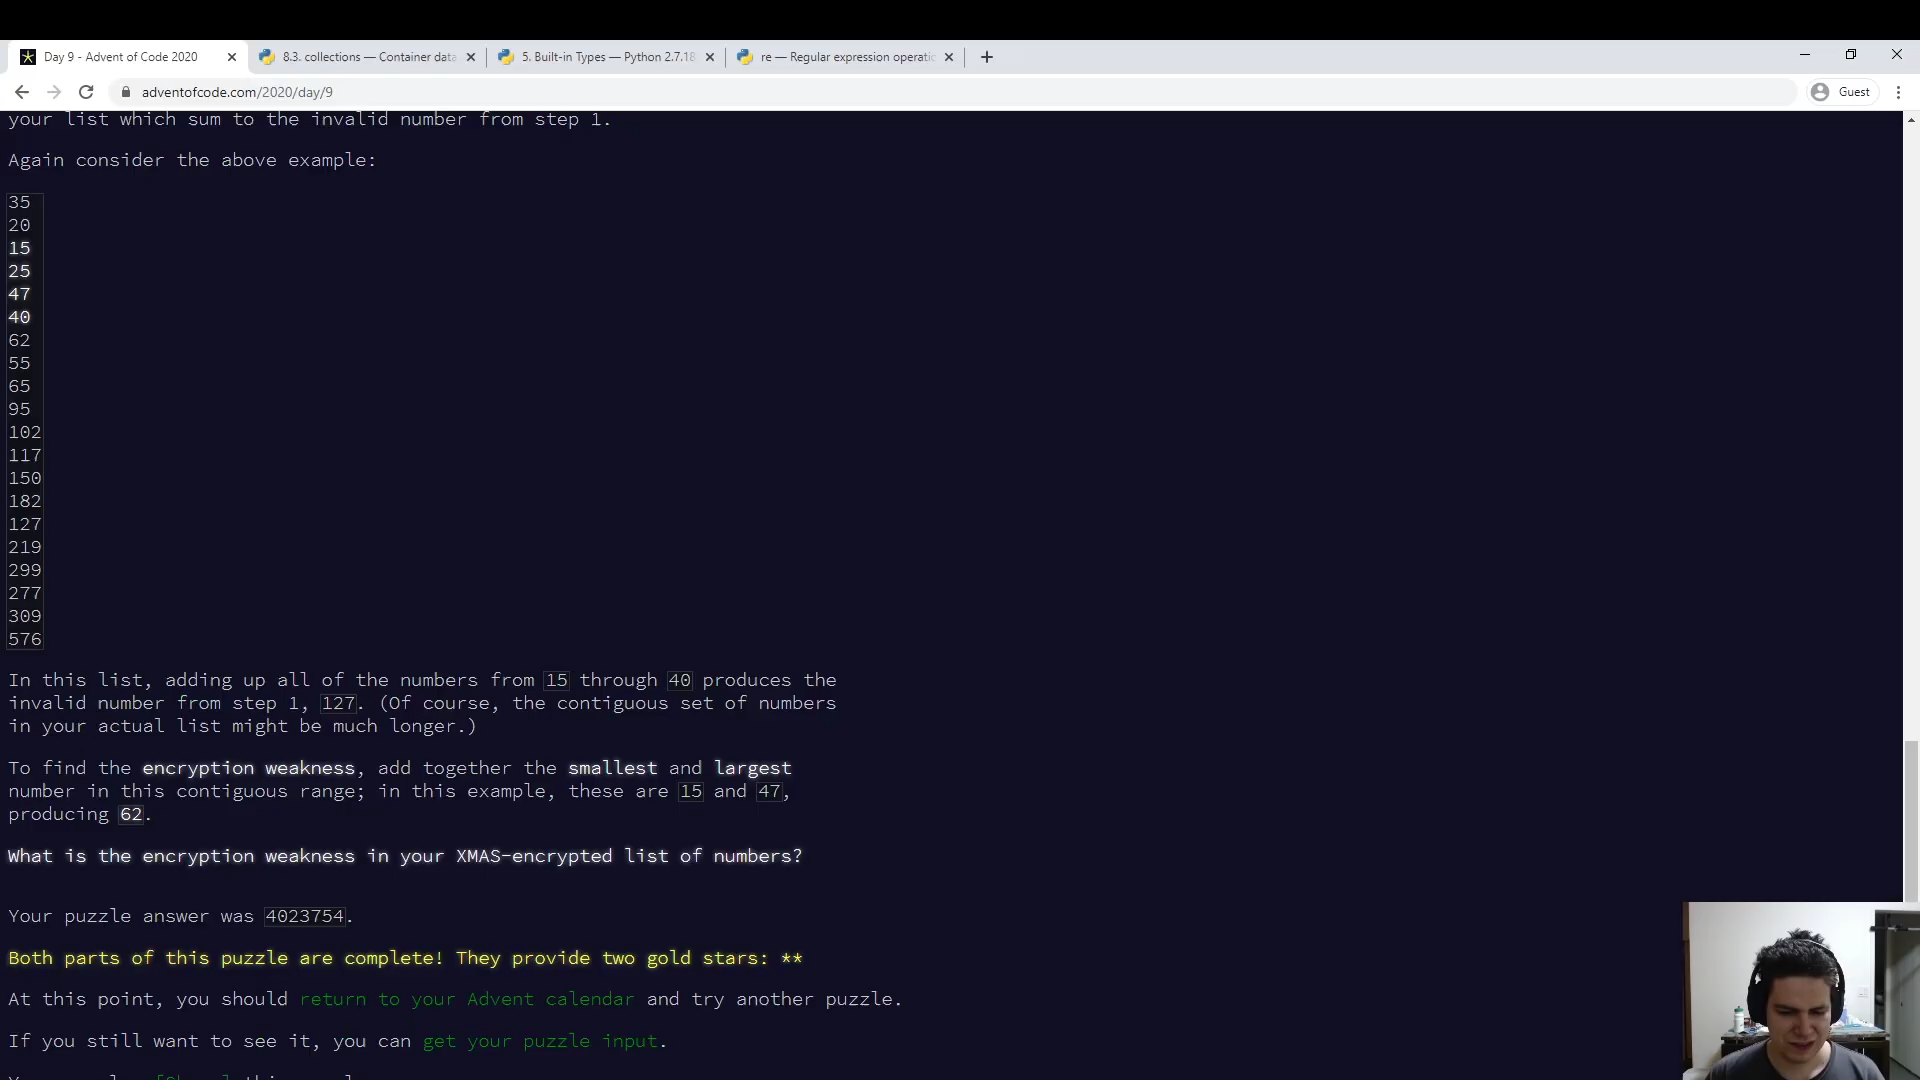 Day 9 - Advent of Code 2020
8.3. collections — Container data
5. Built-in Types — Python 2.7.18
re — Regular expression operatio
adventofcode.com/2020/day/9
Guest
your list which sum to the invalid number from step 1.
Again consider the above example:
35
20
15
25
47
40
62
55
65
95
102
117
150
182
127
219
299
277
309
576
In this list, adding up all of the numbers from 15 through 40 produces the
invalid number from step 1, 127. (Of course, the contiguous set of numbers
in your actual list might be much longer.)
To find the encryption weakness, add together the smallest and largest
number in this contiguous range; in this example, these are 15 and 47,
producing 62.
What is the encryption weakness in your XMAS-encrypted list of numbers?
Your puzzle answer was 4023754.
Both parts of this puzzle are complete! They provide two gold stars: **
At this point, you should return to your Advent calendar and try another puzzle.
If you still want to see it, you can get your puzzle input.